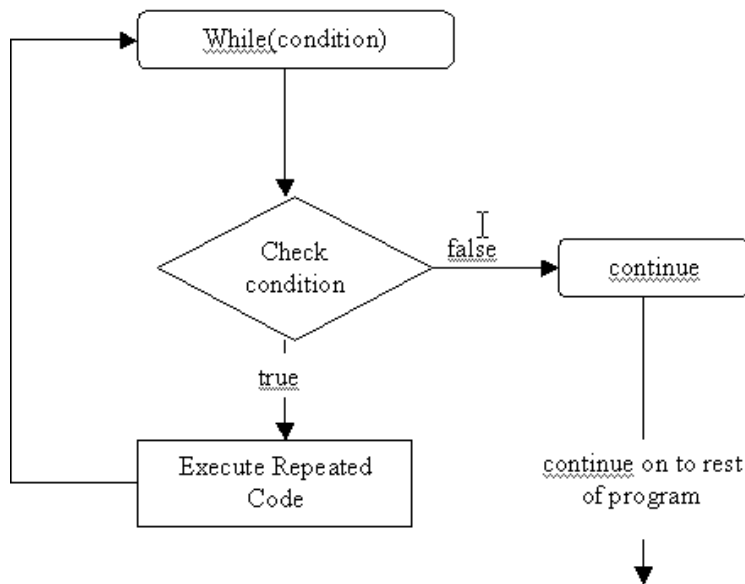 While(condition)
Check
condition
false
continue
true
Execute Repeated
Code
continue on to rest
of program